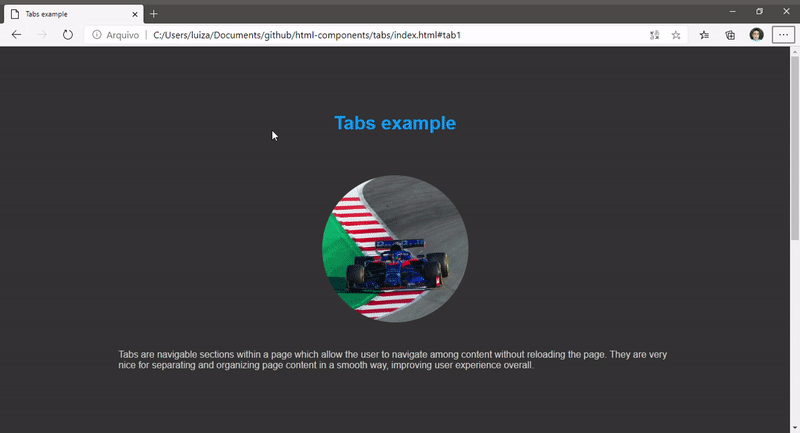 Tabs example
Arquivo | C:/Users/luiza/Documents/github/html-components/tabs/index.html#tab1
Tabs example
Tabs are navigable sections within a page which allow the user to navigate among content without reloading the page. They are very
nice for separating and organizing page content in a smooth way, improving user experience overall.